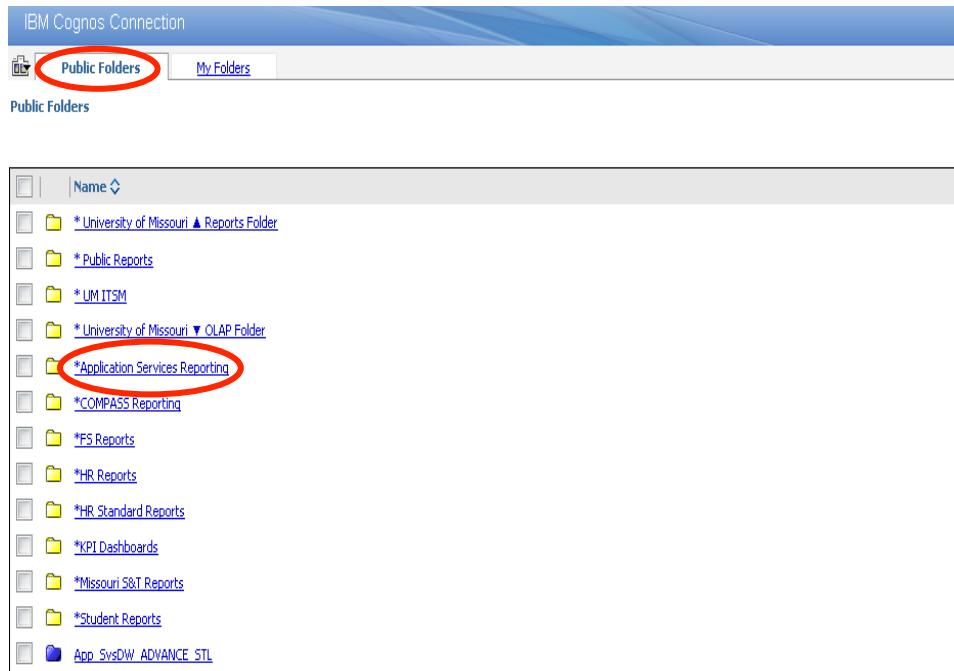 IBM Cognos Connection
Public Folders My Folders
Public Folders
Name
* University of Missouri ▲ Reports Folder
* Public Reports
* UM ITSM
* University of Missouri ▼ OLAP Folder
*Application Services Reporting
*COMPASS Reporting
*FS Reports
*HR Reports
*HR Standard Reports
*KPI Dashboards
*Missouri S&T Reports
*Student Reports
App_SvsDW_ADVANCE_STL